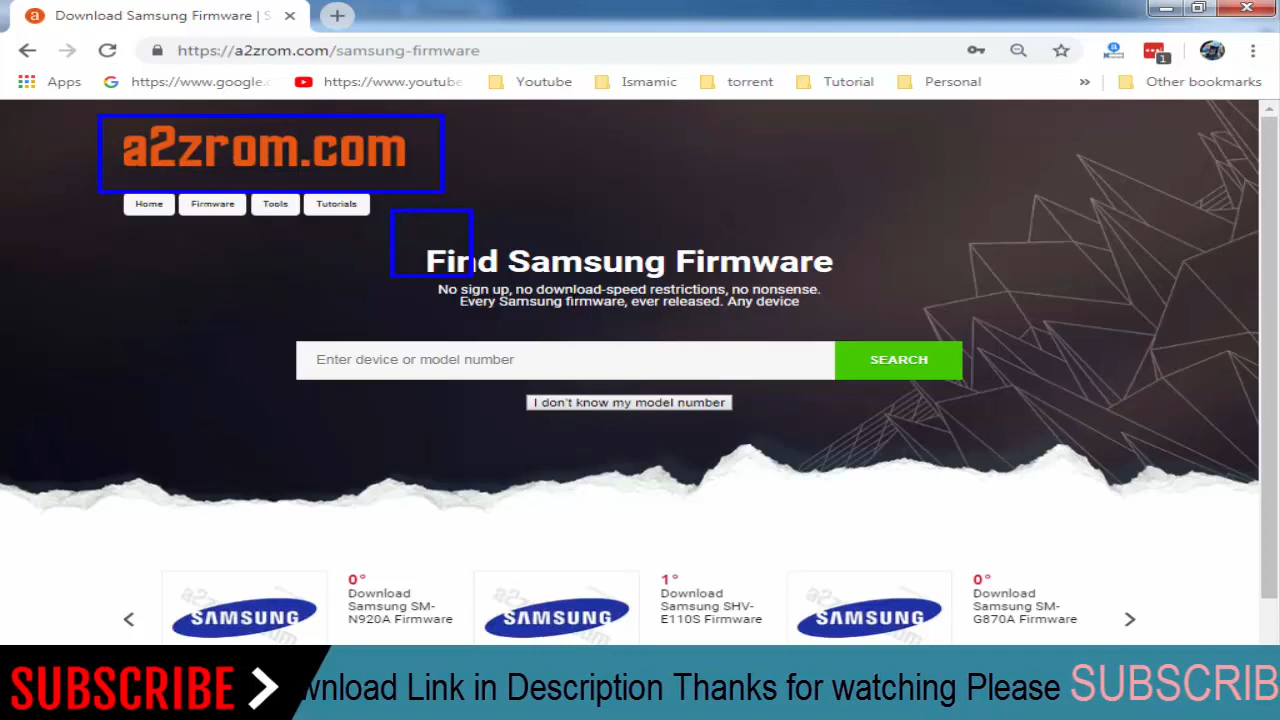 Download Samsung Firmware | S
https://a2zrom.com/samsung-firmware
a
1
Apps
https://www.google.c
https://www.youtube
Youtube
Ismamic
torrent
Tutorial
Personal
»
Other bookmarks
a2zrom.com
Home
Firmware
Tools
Tutorials
Find Samsung Firmware
No sign up, no download-speed restrictions, no nonsense.
Every Samsung firmware, ever released. Any device
Enter device or model number
SEARCH
I don't know my model number
SAMSUNG
0°
Download
Samsung SM-
N920A Firmware
SAMSUNG
1°
Download
Samsung SHV-
E110S Firmware
SAMSUNG
0°
Download
Samsung SM-
G870A Firmware
SUBSCRIBE
wnload Link in Description Thanks for watching Please SUBSCRIB